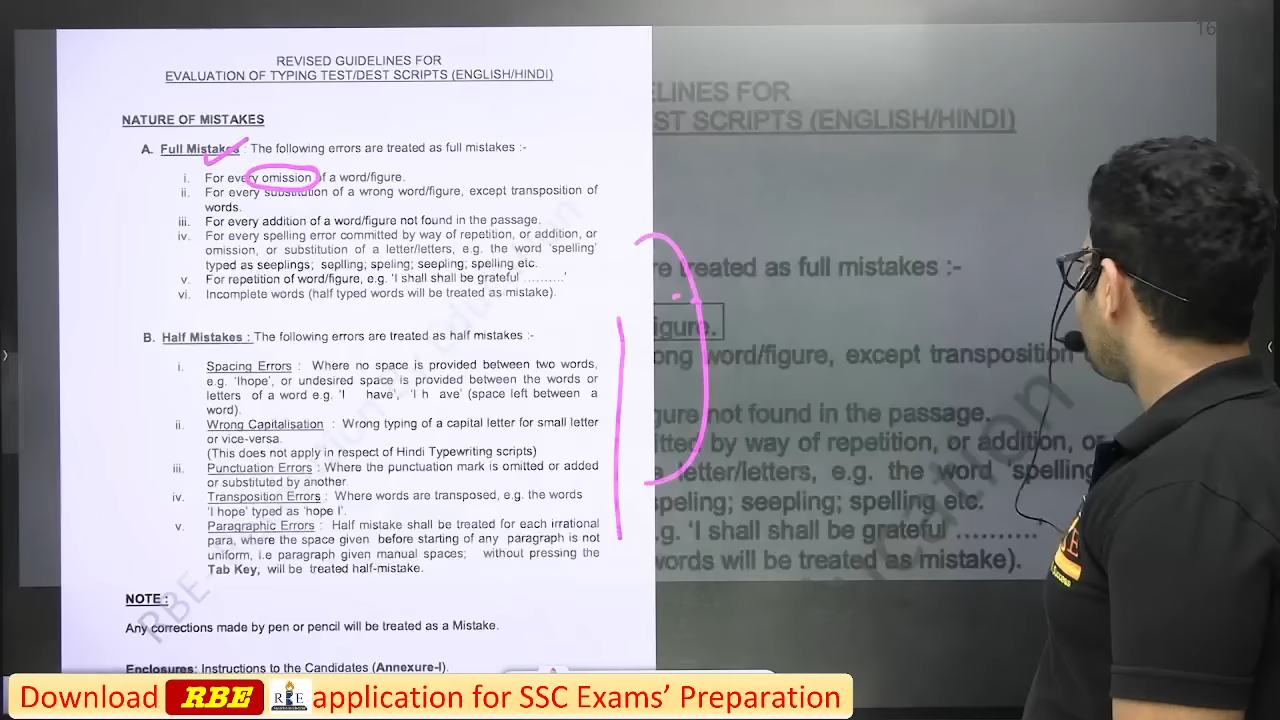 16
REVISED GUIDELINES FOR
EVALUATION OF TYPING TEST/DEST SCRIPTS (ENGLISH/HINDI)
NATURE OF MISTAKES
A. Full Mistakes : The following errors are treated as full mistakes :-
i. For every omission of a word/figure.
ii. For every substitution of a wrong word/figure, except transposition of
words.
iii. For every addition of a word/figure not found in the passage.
iv. For every spelling error committed by way of repetition, or addition, or
omission, or substitution of a letter/letters, e.g. the word 'spelling'
typed as seeplings; seplling; speling; seepling; spelling etc.
v. For repetition of word/figure, e.g. 'I shall shall be grateful ..........'
vi. Incomplete words (half typed words will be treated as mistake).
B. Half Mistakes : The following errors are treated as half mistakes :-
i. Spacing Errors : Where no space is provided between two words,
e.g. 'Ihope', or undesired space is provided between the words or
letters of a word e.g. 'I have', 'I h ave' (space left between a
word).
ii. Wrong Capitalisation : Wrong typing of a capital letter for small letter
or vice-versa.
(This does not apply in respect of Hindi Typewriting scripts)
iii. Punctuation Errors : Where the punctuation mark is omitted or added
or substituted by another.
iv. Transposition Errors : Where words are transposed, e.g. the words
'I hope' typed as 'hope I'.
v. Paragraphic Errors : Half mistake shall be treated for each irrational
para, where the space given before starting of any paragraph is not
uniform, i.e paragraph given manual spaces; without pressing the
Tab Key, will be treated half-mistake.
NOTE :
Any corrections made by pen or pencil will be treated as a Mistake.
Enclosures: Instructions to the Candidates (Annexure-I).
ELINES FOR
ST SCRIPTS (ENGLISH/HINDI)
re treated as full mistakes :-
igure.
ong word/figure, except transposition
gure not found in the passage.
itted by way of repetition, or addition, or
a letter/letters, e.g. the word 'spelling
speling; seepling; spelling etc.
.g. 'I shall shall be grateful ..........
words will be treated as mistake).
Download RBE application for SSC Exams' Preparation